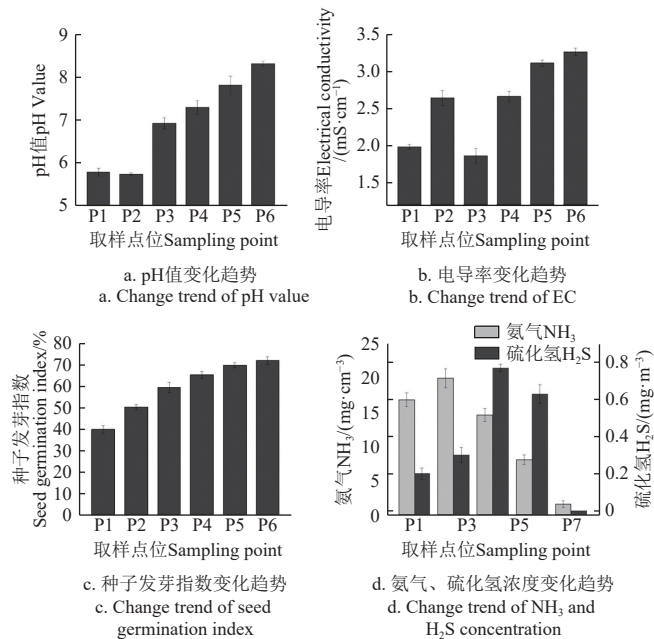 9
8
7
6
5
pH值pH Value
P1 P2 P3 P4 P5 P6
取样点位Sampling point
a. pH值变化趋势
a. Change trend of pH value
3.5
3.0
2.5
2.0
1.5
电导率Electrical conductivity
/(mS·cm⁻¹)
P1 P2 P3 P4 P5 P6
取样点位Sampling point
b. 电导率变化趋势
b. Change trend of EC
80
70
60
50
40
30
20
10
0
种子发芽指数
Seed germination index/%
P1 P2 P3 P4 P5 P6
取样点位Sampling point
c. 种子发芽指数变化趋势
c. Change trend of seed
germination index
氨气NH₃
硫化氢H₂S
25
20
15
10
5
0
氨气NH₃/(mg·cm⁻³)
0.8
0.6
0.4
0.2
0
硫化氢H₂S/(mg·m⁻³)
P1 P3 P5 P7
取样点位Sampling point
d. 氨气、硫化氢浓度变化趋势
d. Change trend of NH₃ and
H₂S concentration